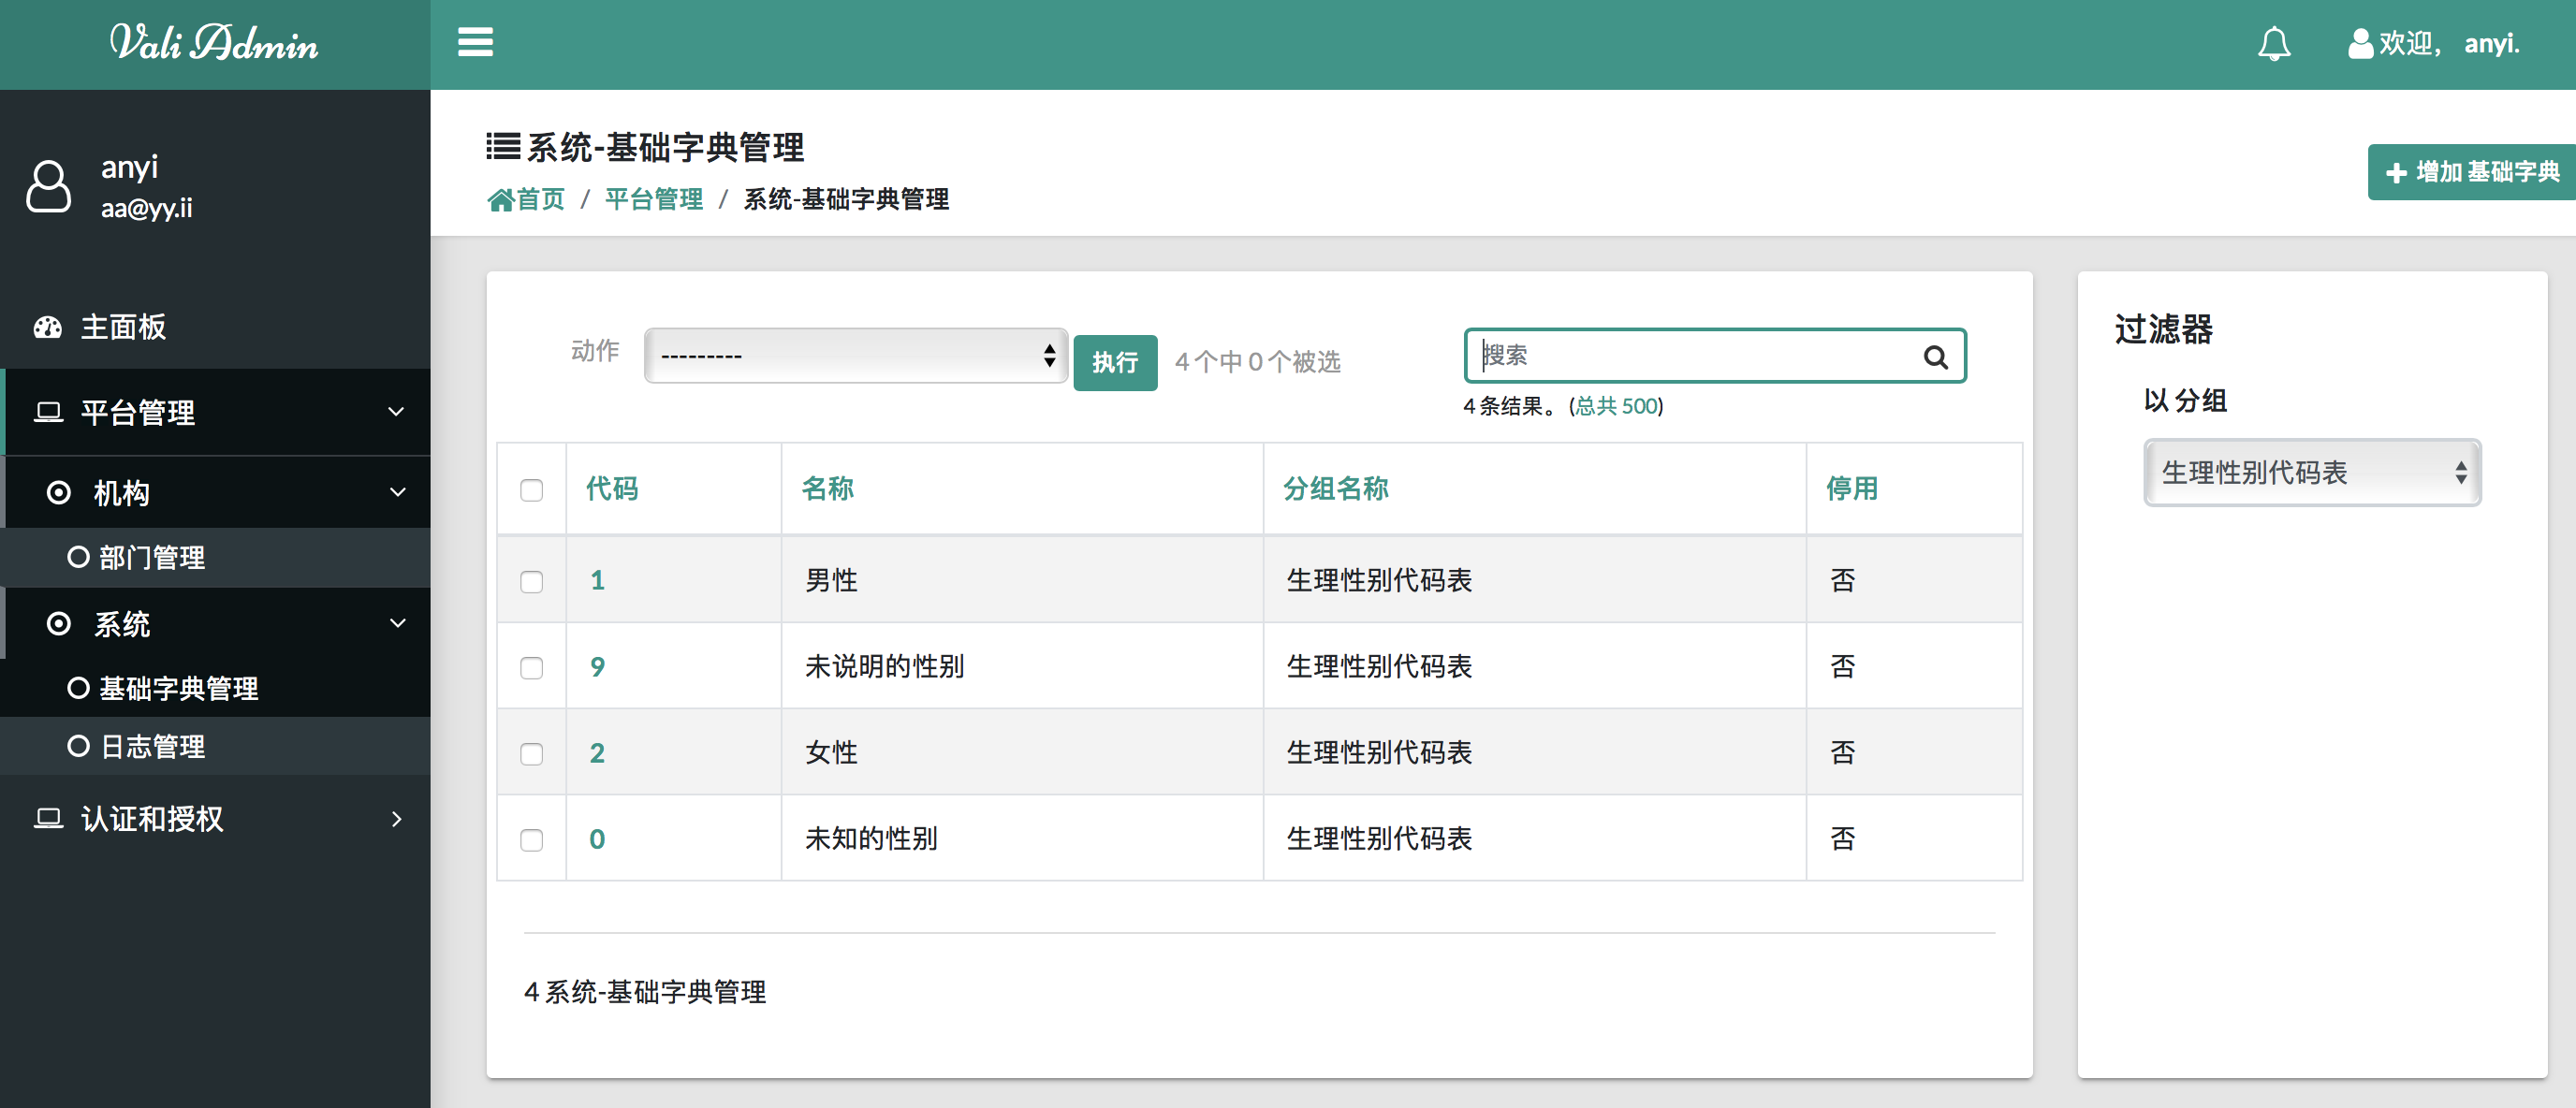 Vali Admin
欢迎， anyi.
anyi
aa@yy.ii
主面板
平台管理
机构
部门管理
系统
基础字典管理
日志管理
认证和授权
系统-基础字典管理
首页 / 平台管理 / 系统-基础字典管理
增加 基础字典
动作 --------- 执行 4 个中 0 个被选
搜索
4 条结果。 (总共 500)
代码 名称 分组名称 停用
1 男性 生理性别代码表 否
9 未说明的性别 生理性别代码表 否
2 女性 生理性别代码表 否
0 未知的性别 生理性别代码表 否
4 系统-基础字典管理
过滤器
以 分组
生理性别代码表